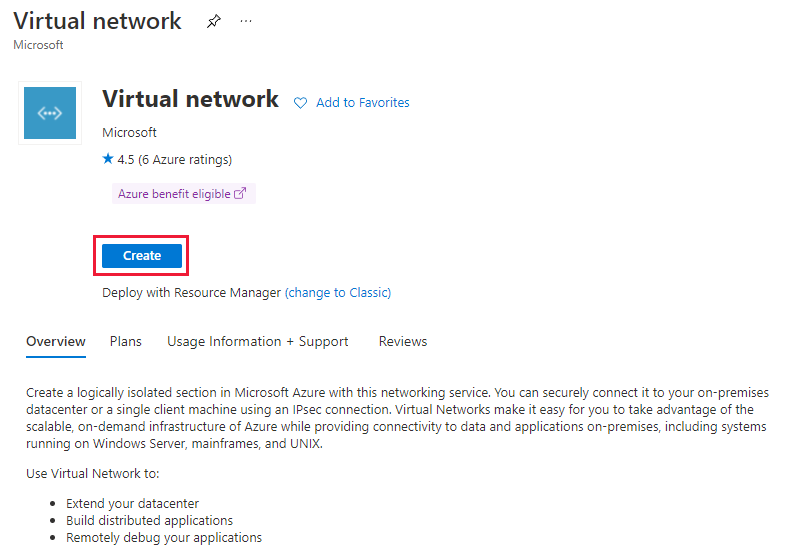 Virtual network
Microsoft
Virtual network
Add to Favorites
Microsoft
4.5 (6 Azure ratings)
Azure benefit eligible
Create
Deploy with Resource Manager (change to Classic)
Overview Plans Usage Information + Support Reviews
Create a logically isolated section in Microsoft Azure with this networking service. You can securely connect it to your on-premises
datacenter or a single client machine using an IPsec connection. Virtual Networks make it easy for you to take advantage of the
scalable, on-demand infrastructure of Azure while providing connectivity to data and applications on-premises, including systems
running on Windows Server, mainframes, and UNIX.
Use Virtual Network to:
• Extend your datacenter
• Build distributed applications
• Remotely debug your applications